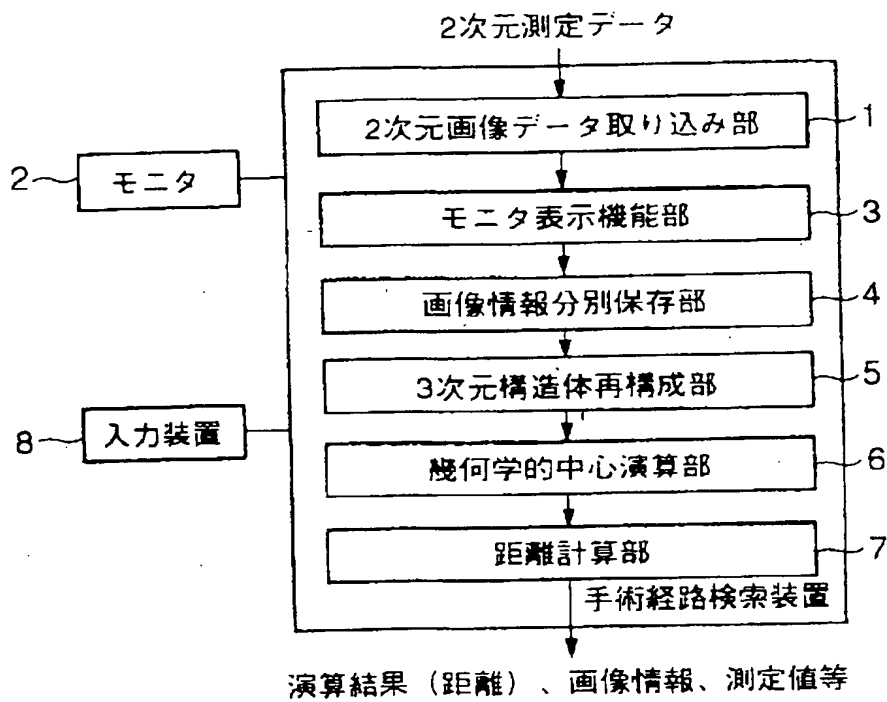 2次元測定データ
2次元画像データ取り込み部
1
2
モニタ
モニタ表示機能部
3
画像情報分別保存部
4
3次元構造体再構成部
5
8
入力装置
幾何学的中心演算部
6
距離計算部
7
手術経路検索装置
演算結果(距離)、画像情報、測定値等